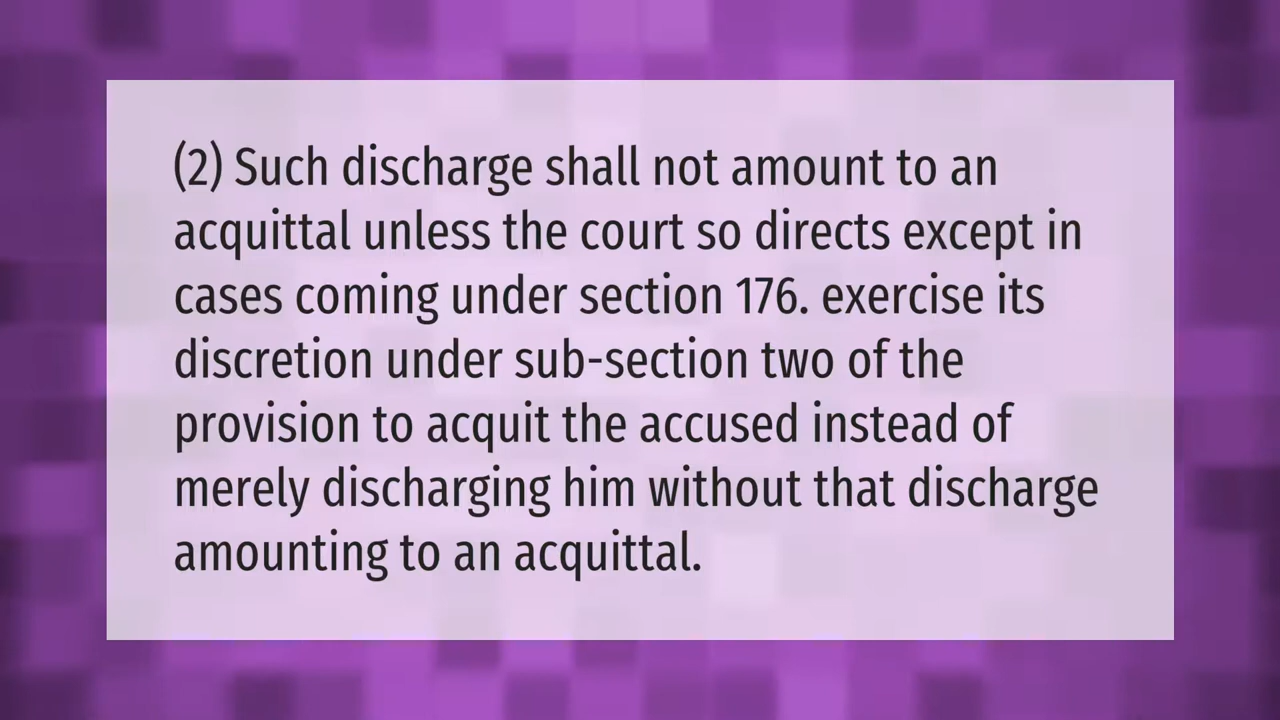 (2) Such discharge shall not amount to an
acquittal unless the court so directs except in
cases coming under section 176. exercise its
discretion under sub-section two of the
provision to acquit the accused instead of
merely discharging him without that discharge
amounting to an acquittal.